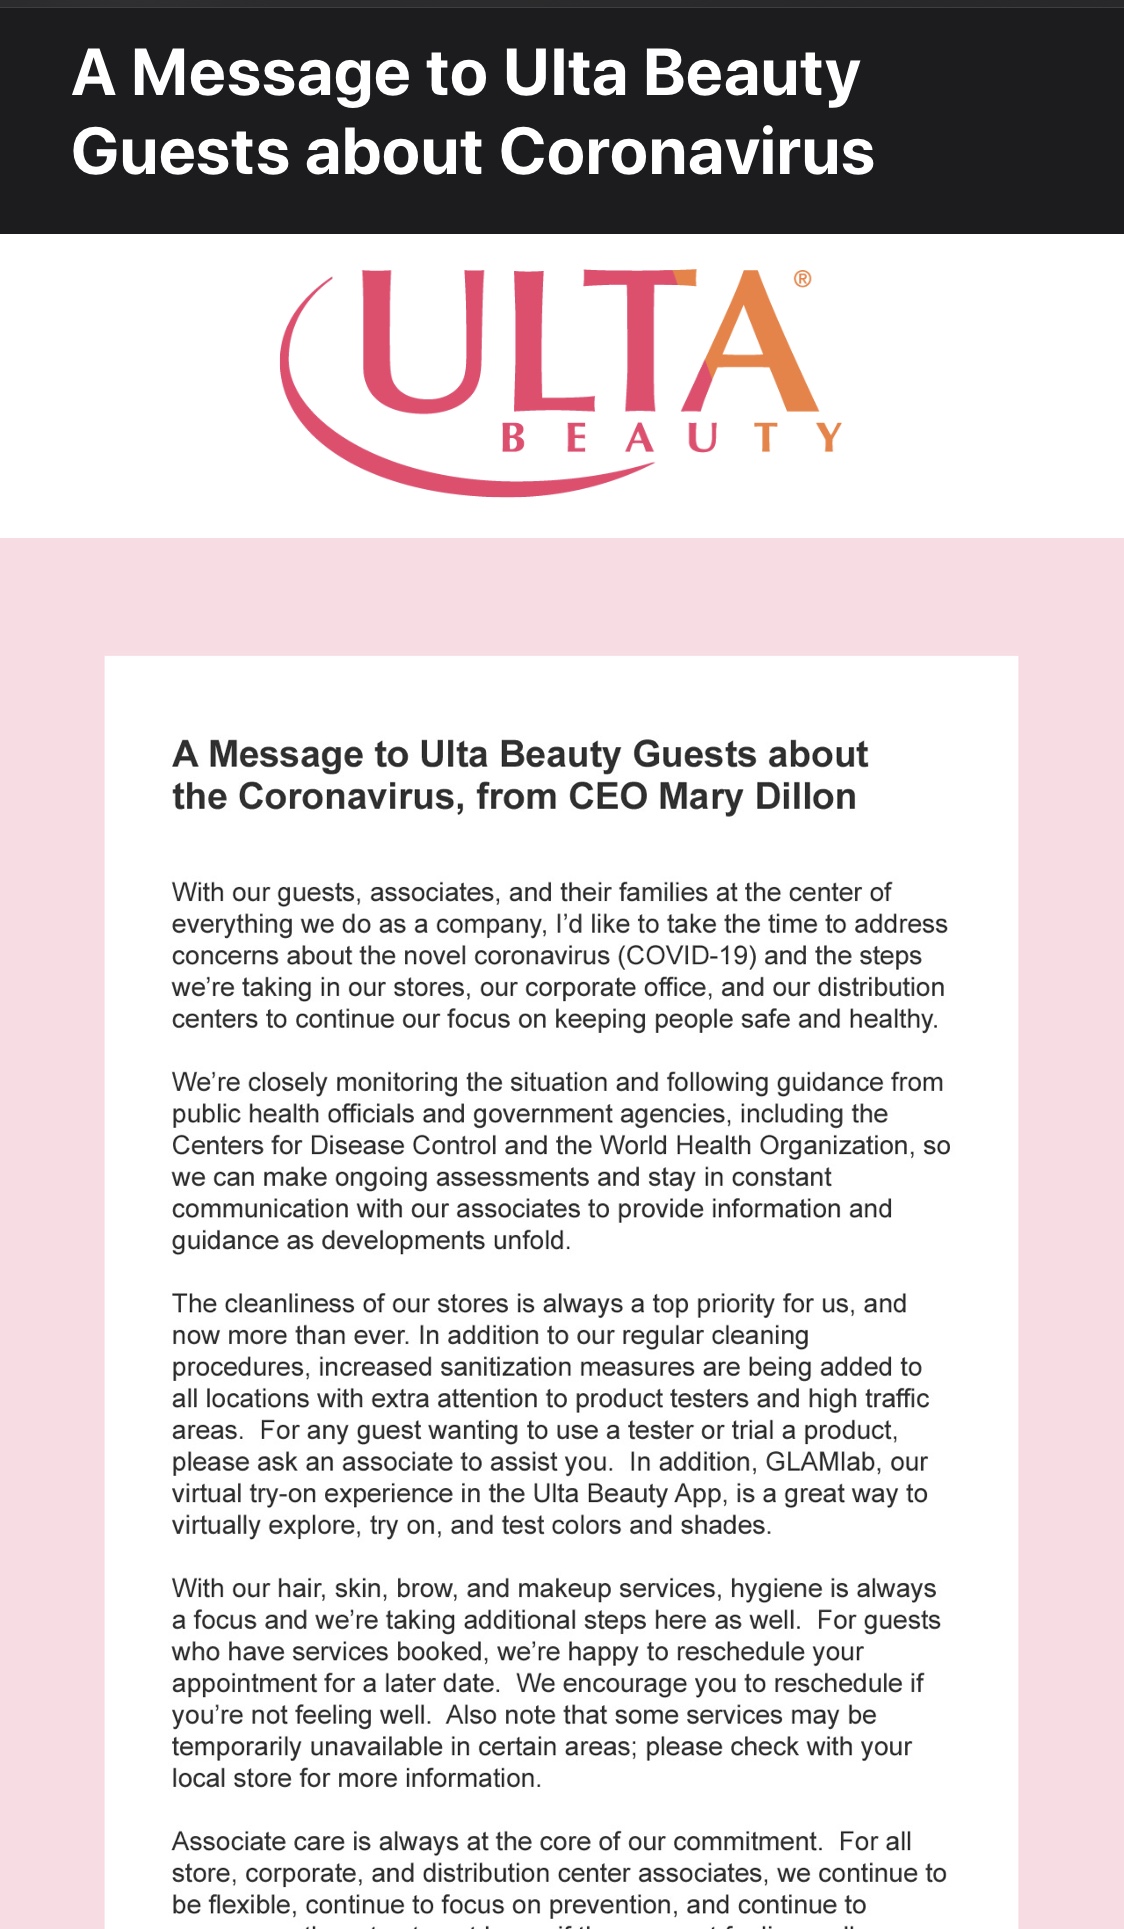 A Message to Ulta Beauty
Guests about Coronavirus
ULTA®
BEAUTY
A Message to Ulta Beauty Guests about
the Coronavirus, from CEO Mary Dillon
With our guests, associates, and their families at the center of
everything we do as a company, I’d like to take the time to address
concerns about the novel coronavirus (COVID-19) and the steps
we’re taking in our stores, our corporate office, and our distribution
centers to continue our focus on keeping people safe and healthy.
We’re closely monitoring the situation and following guidance from
public health officials and government agencies, including the
Centers for Disease Control and the World Health Organization, so
we can make ongoing assessments and stay in constant
communication with our associates to provide information and
guidance as developments unfold.
The cleanliness of our stores is always a top priority for us, and
now more than ever. In addition to our regular cleaning
procedures, increased sanitization measures are being added to
all locations with extra attention to product testers and high traffic
areas.  For any guest wanting to use a tester or trial a product,
please ask an associate to assist you.  In addition, GLAMlab, our
virtual try-on experience in the Ulta Beauty App, is a great way to
virtually explore, try on, and test colors and shades.
With our hair, skin, brow, and makeup services, hygiene is always
a focus and we’re taking additional steps here as well.  For guests
who have services booked, we’re happy to reschedule your
appointment for a later date.  We encourage you to reschedule if
you’re not feeling well.  Also note that some services may be
temporarily unavailable in certain areas; please check with your
local store for more information.
Associate care is always at the core of our commitment.  For all
store, corporate, and distribution center associates, we continue to
be flexible, continue to focus on prevention, and continue to